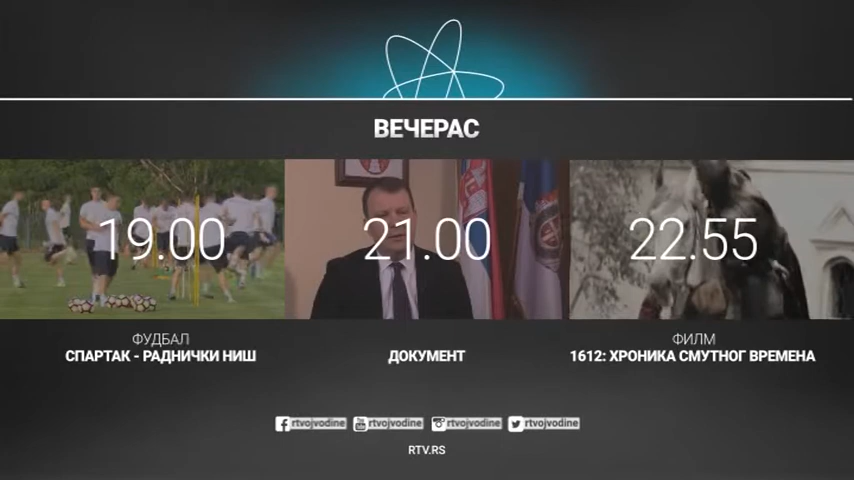 ВЕЧЕРАС
19.00
21.00
22.55
ФУДБАЛ
СПАРТАК - РАДНИЧКИ НИШ
ДОКУМЕНТ
ФИЛМ
1612: ХРОНИКА СМУТНОГ ВРЕМЕНА
rtvojvodine rtvojvodine rtvojvodine rtvojvodine
RTV.RS